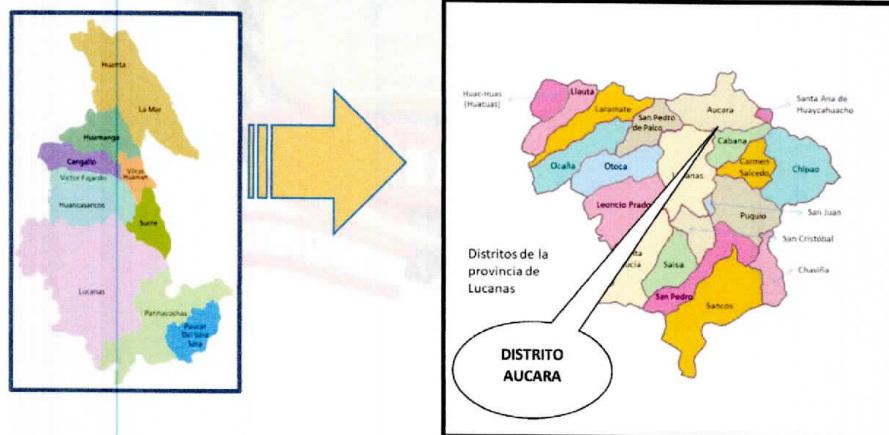 Huanta
La Mar
Huamanga
Cangallo
Vilcas
Huaman
Victor Fajardo
Huancasancos
Sucre
Lucanas
Parinacochas
Paucar
Del Sara
Sara
Huac-Huas
(Huatuas)
Llauta
Laramate
San Pedro
de Palco
Aucara
Santa Ana de
Huaycahuacho
Cabana
Carmen
Salcedo
Chipao
Ocaña
Otoca
Leoncio Prado
Puquio
San Juan
San Cristóbal
Chaviña
Saisa
San Pedro
Sancos
Distritos de la
provincia de
Lucanas
DISTRITO
AUCARA